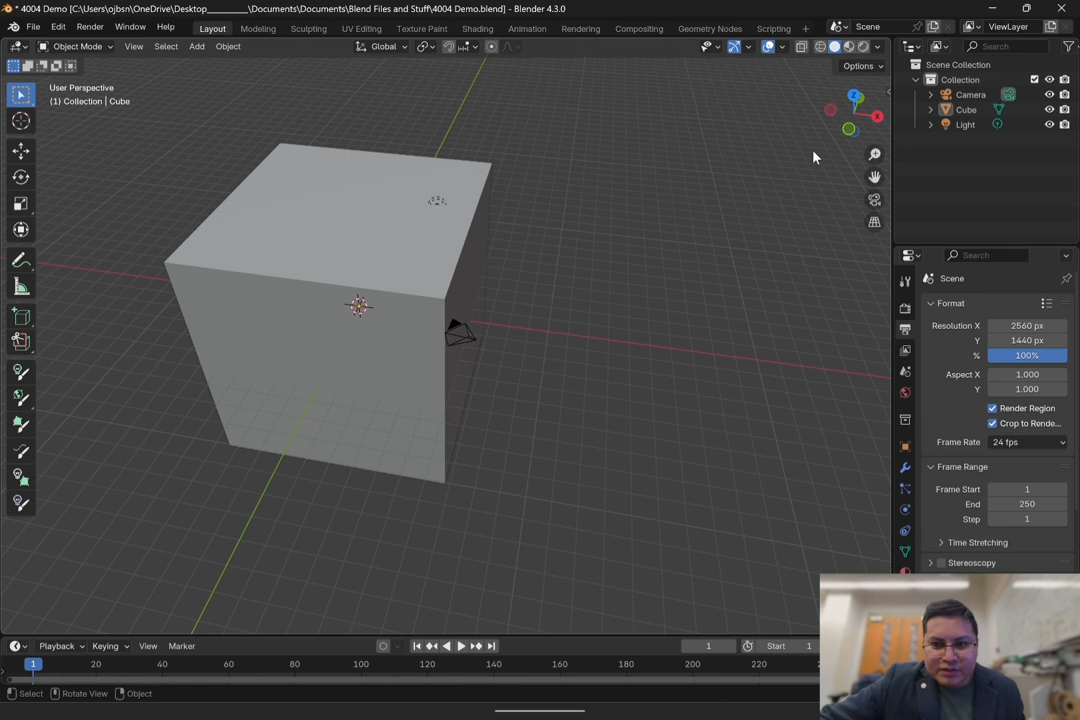 * 4004 Demo [C:\Users\ojbsn\OneDrive\Desktop_________\Documents\Documents\Blend Files and Stuff\4004 Demo.blend] - Blender 4.3.0
File Edit Render Window Help Layout Modeling Sculpting UV Editing Texture Paint Shading Animation Rendering Compositing Geometry Nodes Scripting + Scene ViewLayer
Object Mode View Select Add Object Global Search
Options
User Perspective
(1) Collection | Cube
Scene Collection
Collection
Camera
Cube
Light
Z
X
Search
Scene
Format
Resolution X 2560 px
Y 1440 px
% 100%
Aspect X 1.000
Y 1.000
Render Region
Crop to Rende...
Frame Rate 24 fps
Frame Range
Frame Start 1
End 250
Step 1
Time Stretching
Stereoscopy
Playback Keying View Marker 1 Start 1
1 20 40 60 80 100 120 140 160 180 200 220
Select Rotate View Object